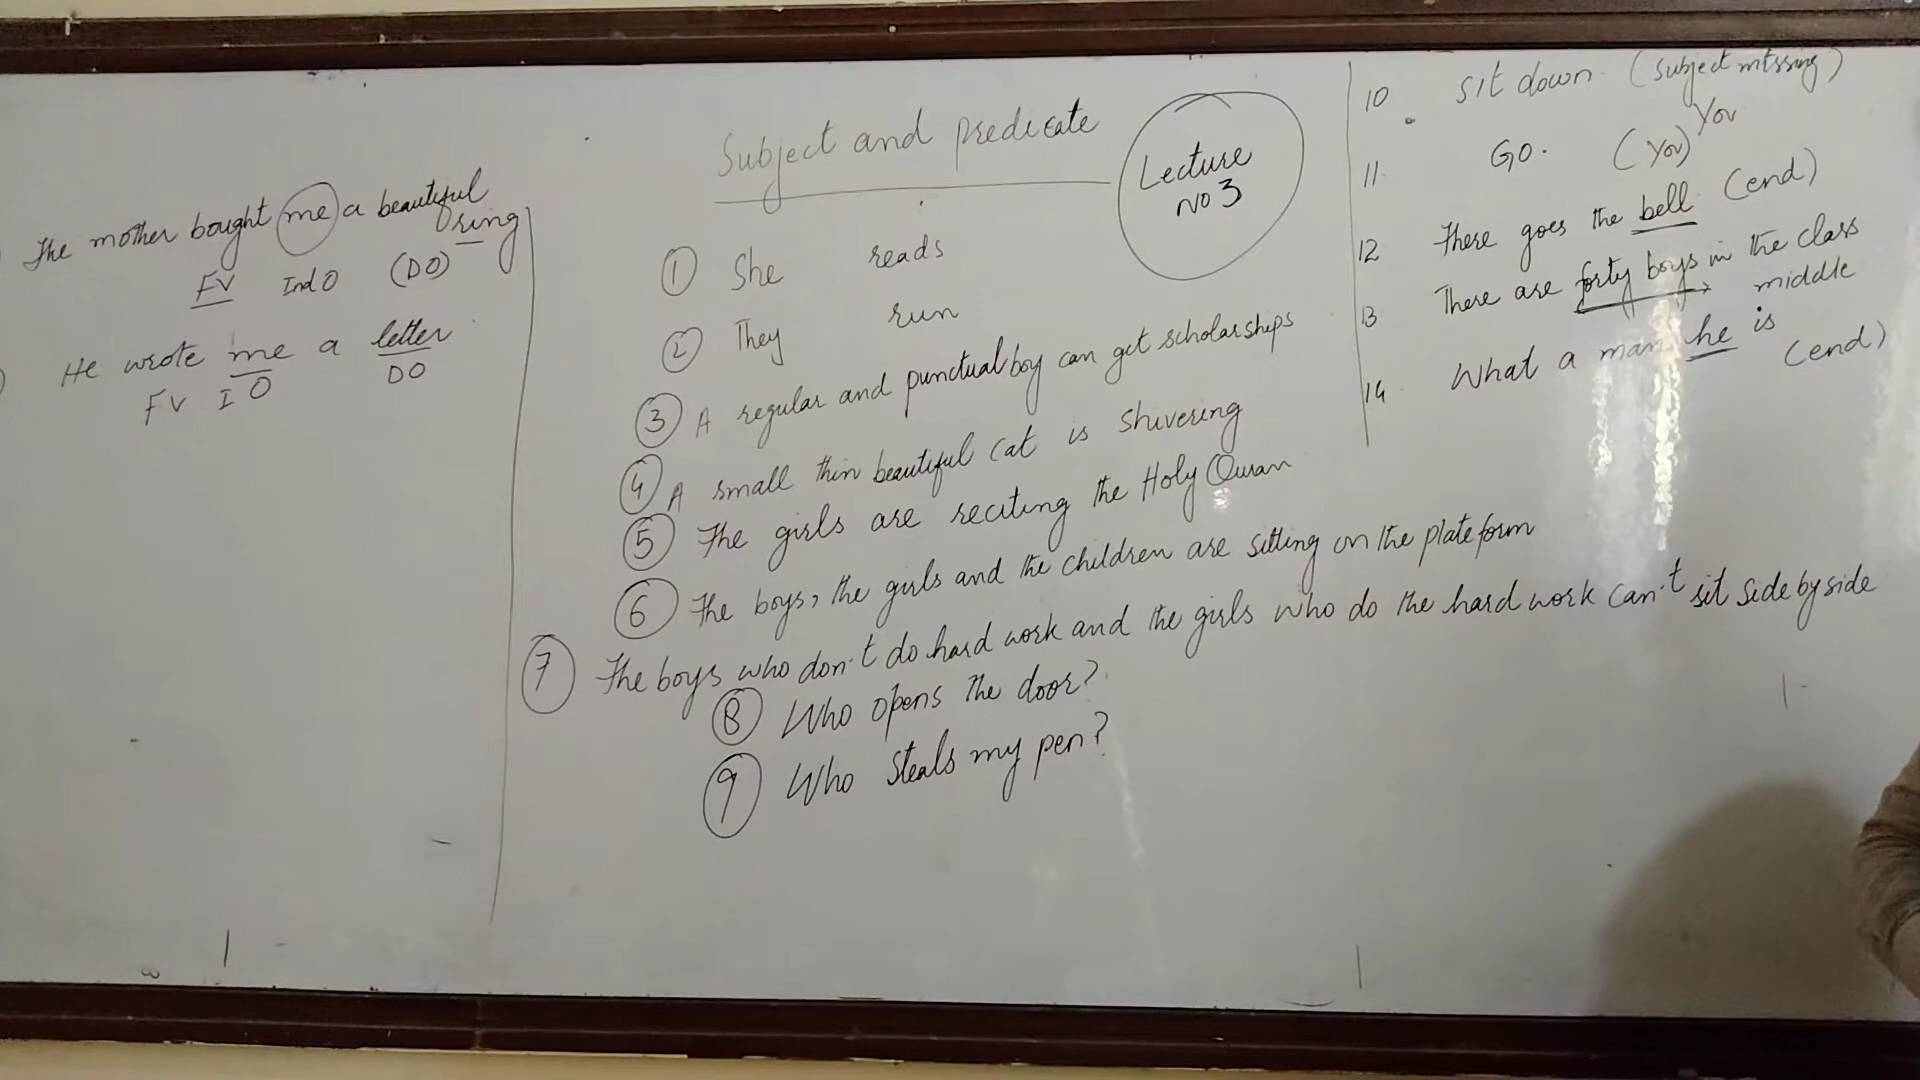 The mother bought me a beautiful
ring
FV Ind O (DO)
He wrote me a letter
FV I O DO
Subject and predicate
Lecture
No 3
① She reads
② They run
③ A regular and punctual boy can get scholarships
④ A small thin beautiful cat is shivering
⑤ The girls are reciting the Holy Quran
⑥ The boys, the girls and the children are sitting on the plateform
⑦ The boys who don't do hard work and the girls who do the hard work can't sit side by side
⑧ Who opens the door?
⑨ Who steals my pen?
10 Sit down. (subject missing)
You
11 Go. (You)
12 There goes the bell (end)
13 There are forty boys in the class
middle
14 What a man he is
(end)